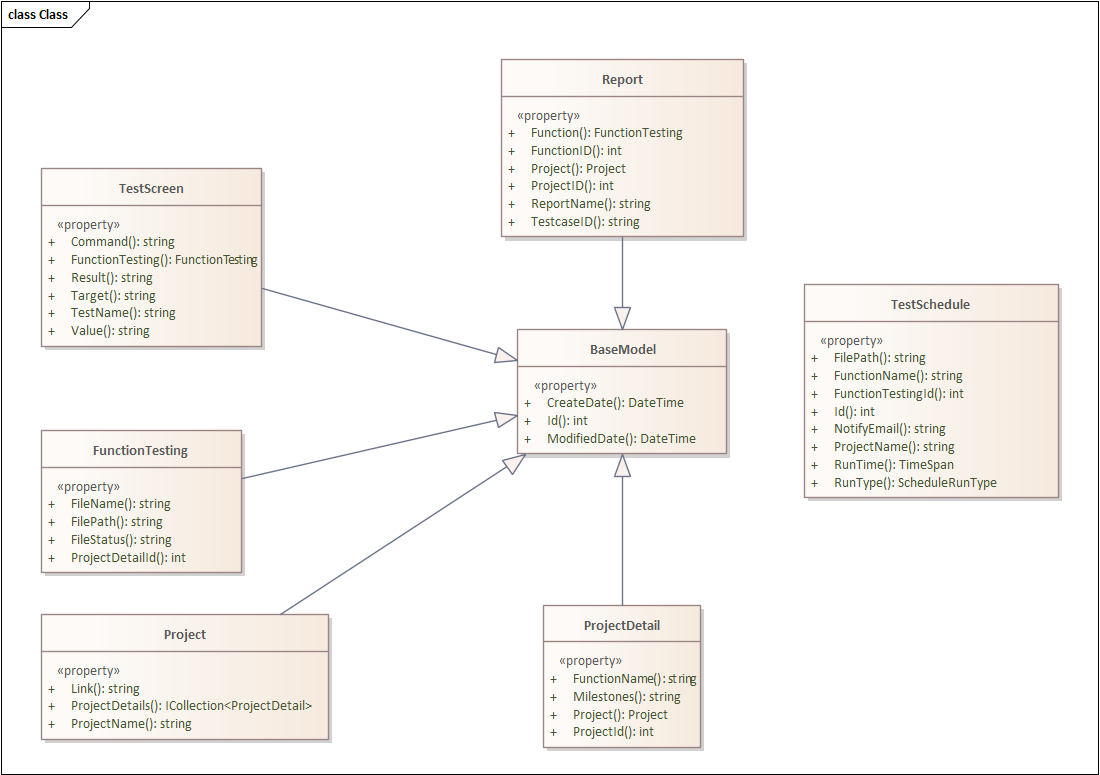 class Class
Report
«property»
+ Function(): FunctionTesting
+ FunctionID(): int
+ Project(): Project
+ ProjectID(): int
+ ReportName(): string
+ TestcaseID(): string
TestScreen
«property»
+ Command(): string
+ FunctionTesting(): FunctionTesting
+ Result(): string
+ Target(): string
+ TestName(): string
+ Value(): string
TestSchedule
«property»
+ FilePath(): string
+ FunctionName(): string
+ FunctionTestingId(): int
+ Id(): int
+ NotifyEmail(): string
+ ProjectName(): string
+ RunTime(): TimeSpan
+ RunType(): ScheduleRunType
BaseModel
«property»
+ CreateDate(): DateTime
+ Id(): int
+ ModifiedDate(): DateTime
FunctionTesting
«property»
+ FileName(): string
+ FilePath(): string
+ FileStatus(): string
+ ProjectDetailId(): int
Project
«property»
+ Link(): string
+ ProjectDetails(): ICollection<ProjectDetail>
+ ProjectName(): string
ProjectDetail
«property»
+ FunctionName(): string
+ Milestones(): string
+ Project(): Project
+ ProjectId(): int